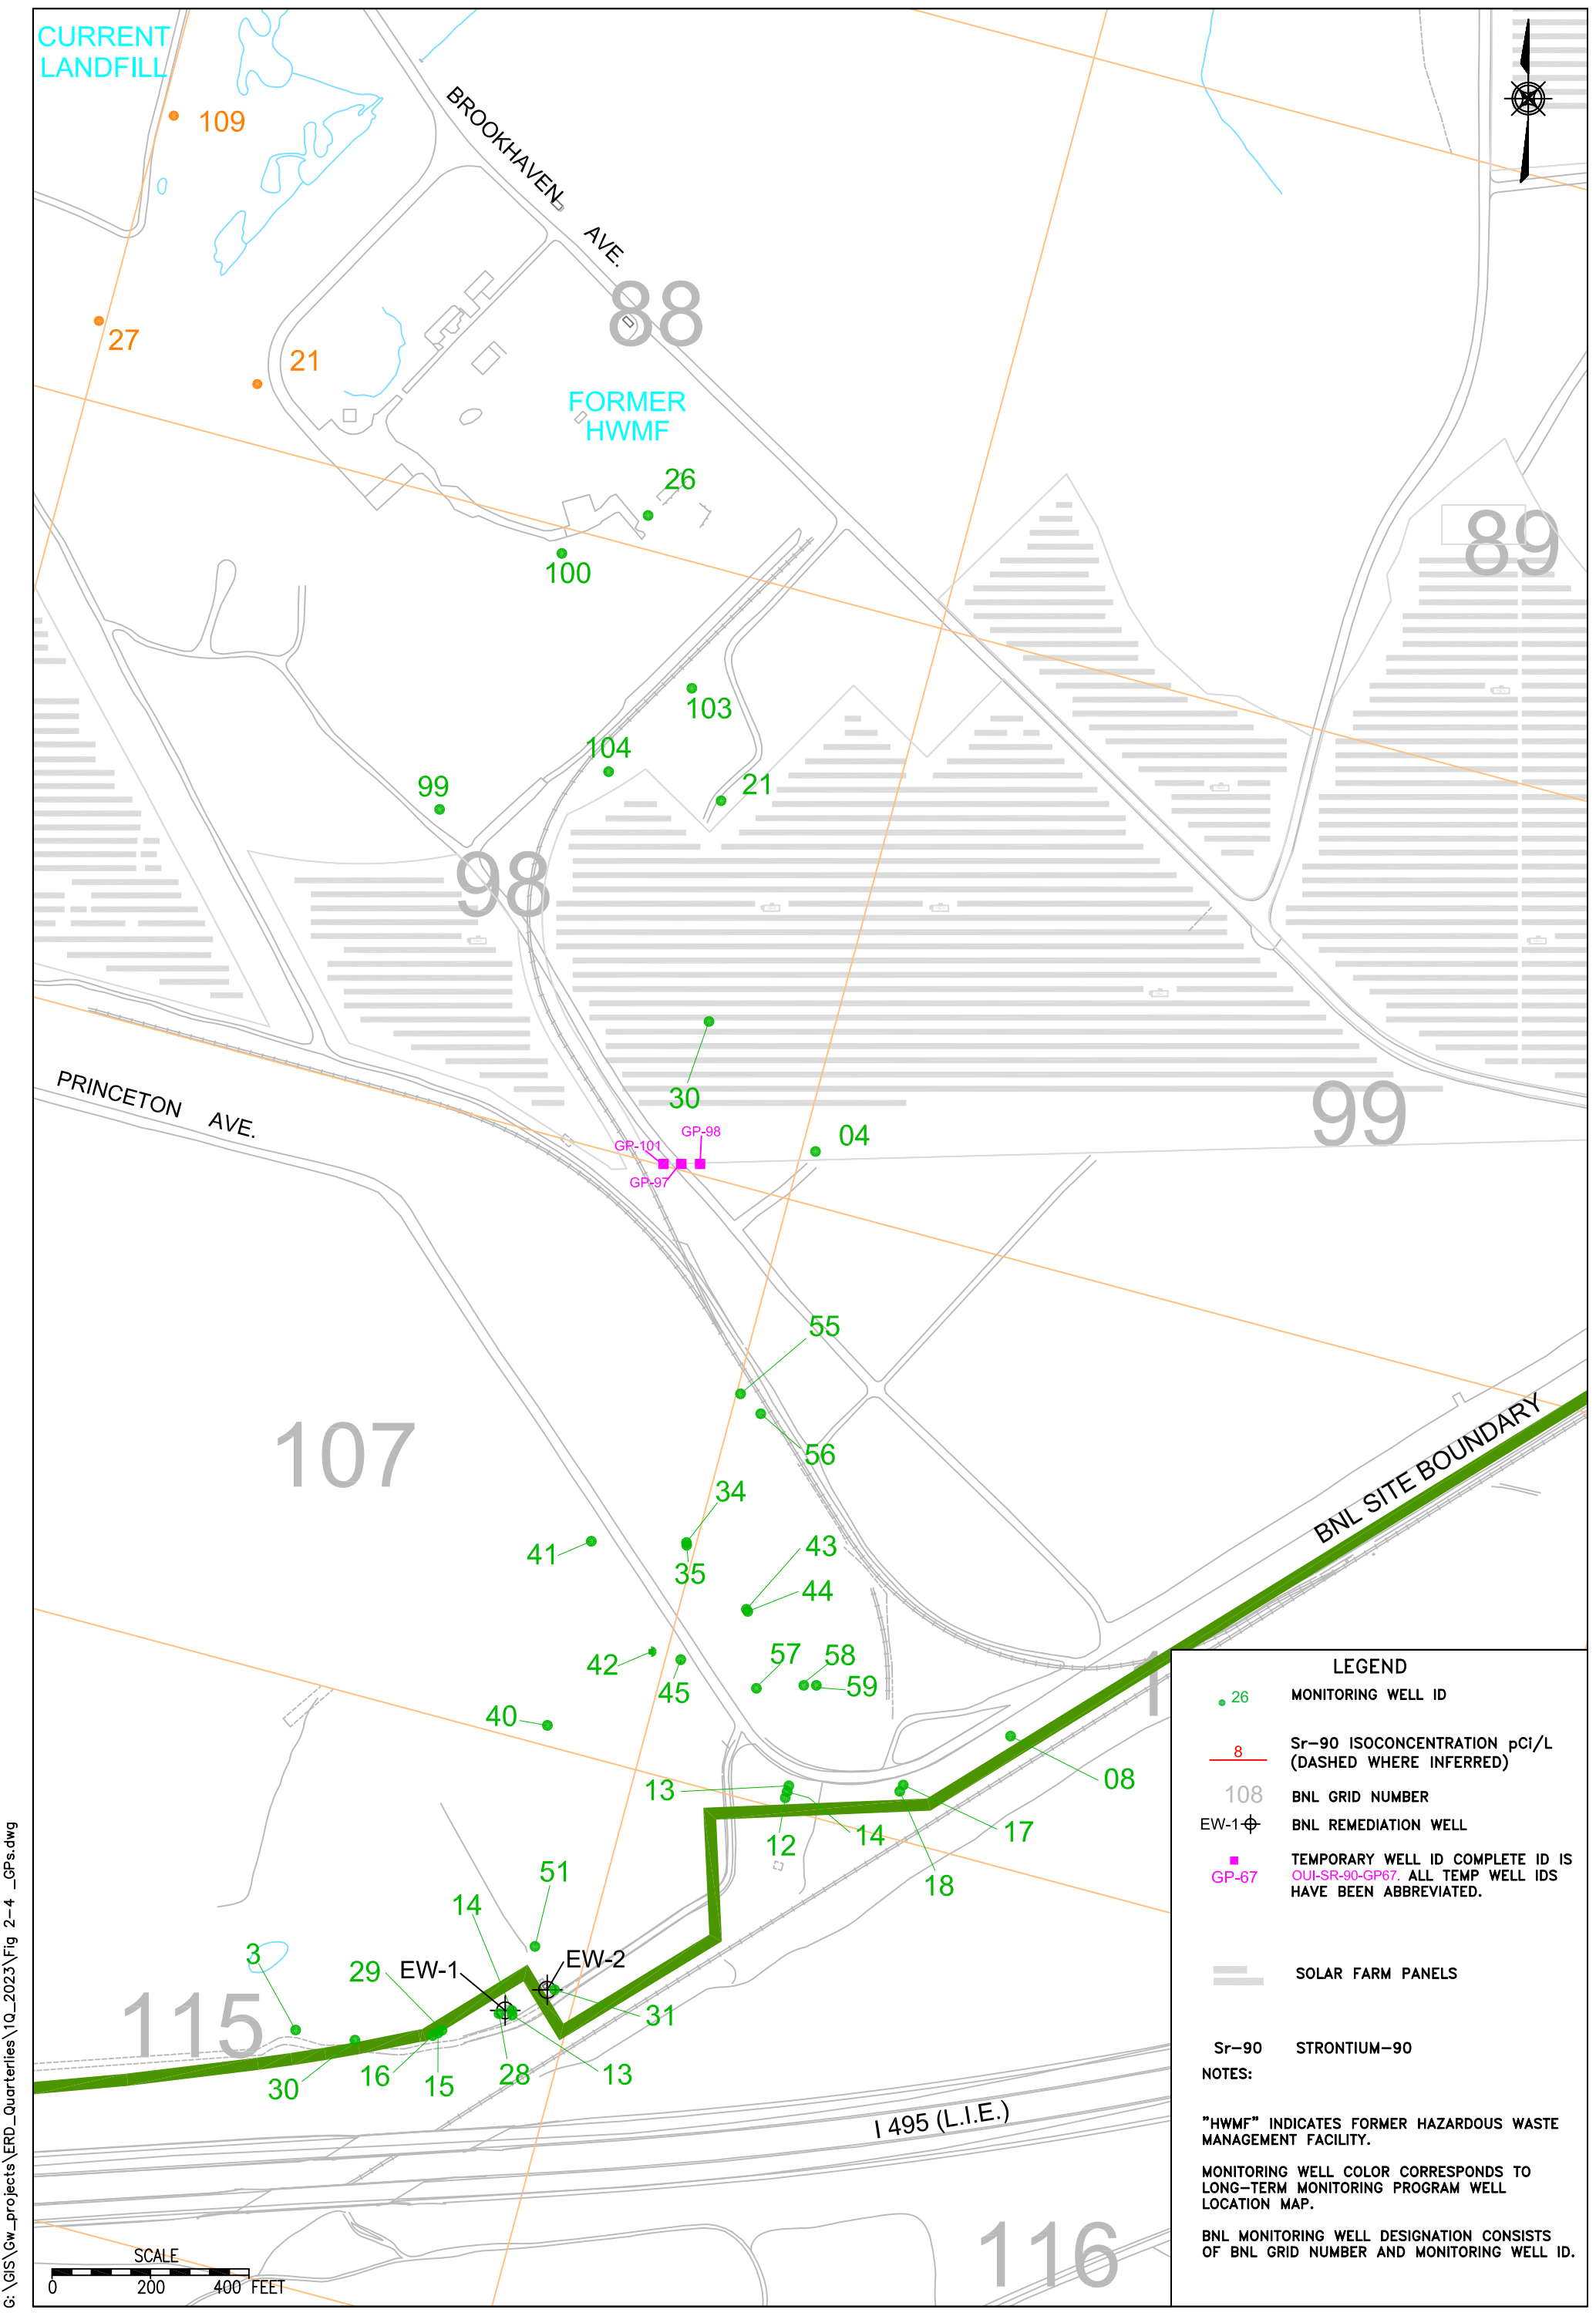 CURRENT
LANDFILL
109
BROOKHAVEN AVE.
88
27
21
FORMER
HWMF
26
89
100
103
104
99
21
98
30
99
PRINCETON AVE.
GP-101
GP-98
04
GP-97
55
107
56
BNL SITE BOUNDARY
34
41
43
35
44
42
57
58
45
59
40
13
08
12
14
17
18
51
14
3
29
EW-1
EW-2
115
31
30
16
15
28
13
I 495 (L.I.E.)
116
SCALE
0 200 400 FEET
G:\GIS\Gw_projects\ERD_Quarterlies\1Q_2023\Fig 2-4 _GPs.dwg
1
LEGEND
26 MONITORING WELL ID
8 Sr-90 ISOCONCENTRATION pCi/L
(DASHED WHERE INFERRED)
108 BNL GRID NUMBER
EW-1 BNL REMEDIATION WELL
TEMPORARY WELL ID COMPLETE ID IS
GP-67 OUI-SR-90-GP67. ALL TEMP WELL IDS
HAVE BEEN ABBREVIATED.
SOLAR FARM PANELS
Sr-90 STRONTIUM-90
NOTES:
"HWMF" INDICATES FORMER HAZARDOUS WASTE
MANAGEMENT FACILITY.
MONITORING WELL COLOR CORRESPONDS TO
LONG-TERM MONITORING PROGRAM WELL
LOCATION MAP.
BNL MONITORING WELL DESIGNATION CONSISTS
OF BNL GRID NUMBER AND MONITORING WELL ID.